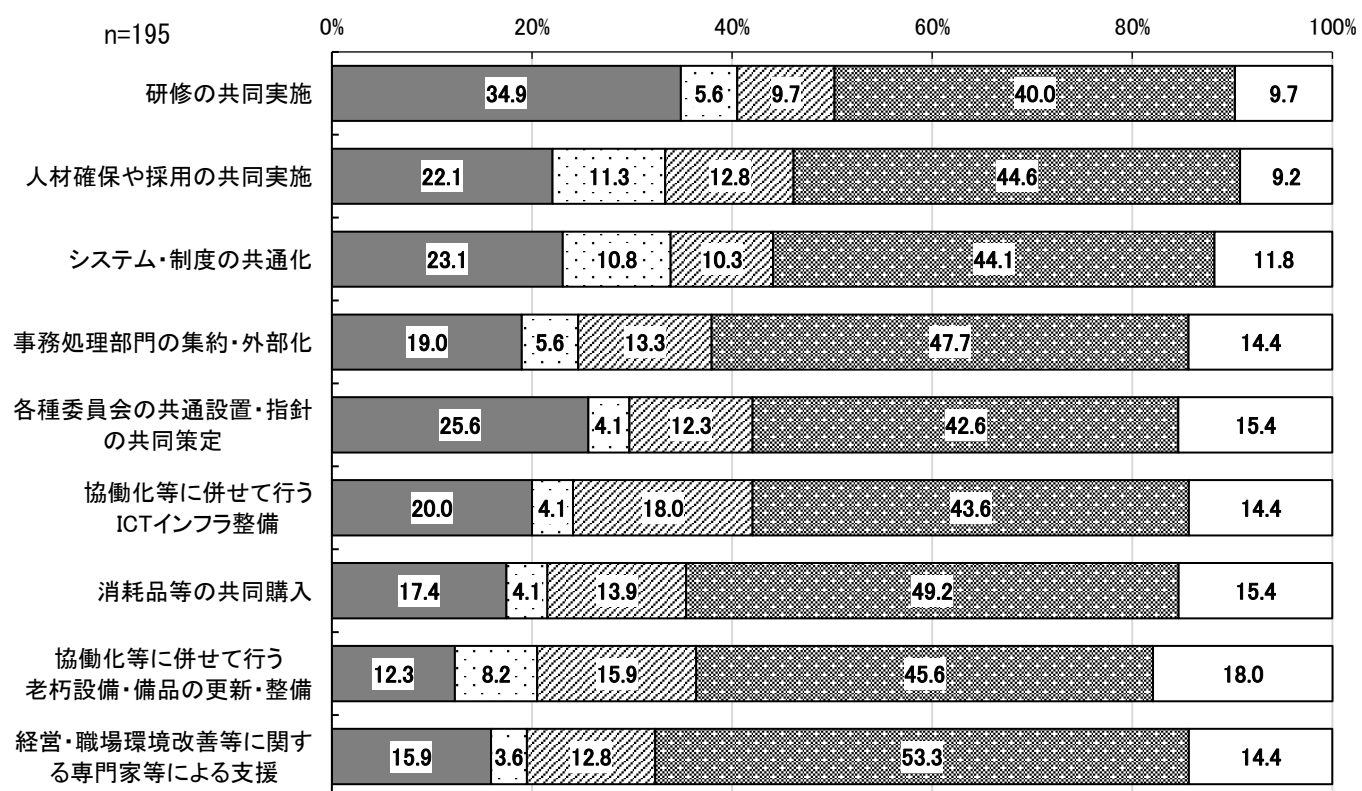 n=195
0% 20% 40% 60% 80% 100%
研修の共同実施 34.9 5.6 9.7 40.0 9.7
人材確保や採用の共同実施 22.1 11.3 12.8 44.6 9.2
システム・制度の共通化 23.1 10.8 10.3 44.1 11.8
事務処理部門の集約・外部化 19.0 5.6 13.3 47.7 14.4
各種委員会の共通設置・指針
の共同策定 25.6 4.1 12.3 42.6 15.4
協働化等に併せて行う
ICTインフラ整備 20.0 4.1 18.0 43.6 14.4
消耗品等の共同購入 17.4 4.1 13.9 49.2 15.4
協働化等に併せて行う
老朽設備・備品の更新・整備 12.3 8.2 15.9 45.6 18.0
経営・職場環境改善等に関す
る専門家等による支援 15.9 3.6 12.8 53.3 14.4